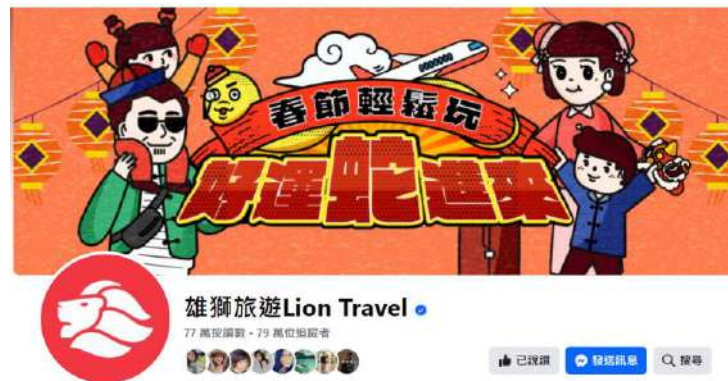 春節輕鬆玩
好運蛇進來
雄獅旅遊Lion Travel
77 萬按讚數 • 79 萬位追蹤者
已說讚
發送訊息
搜尋